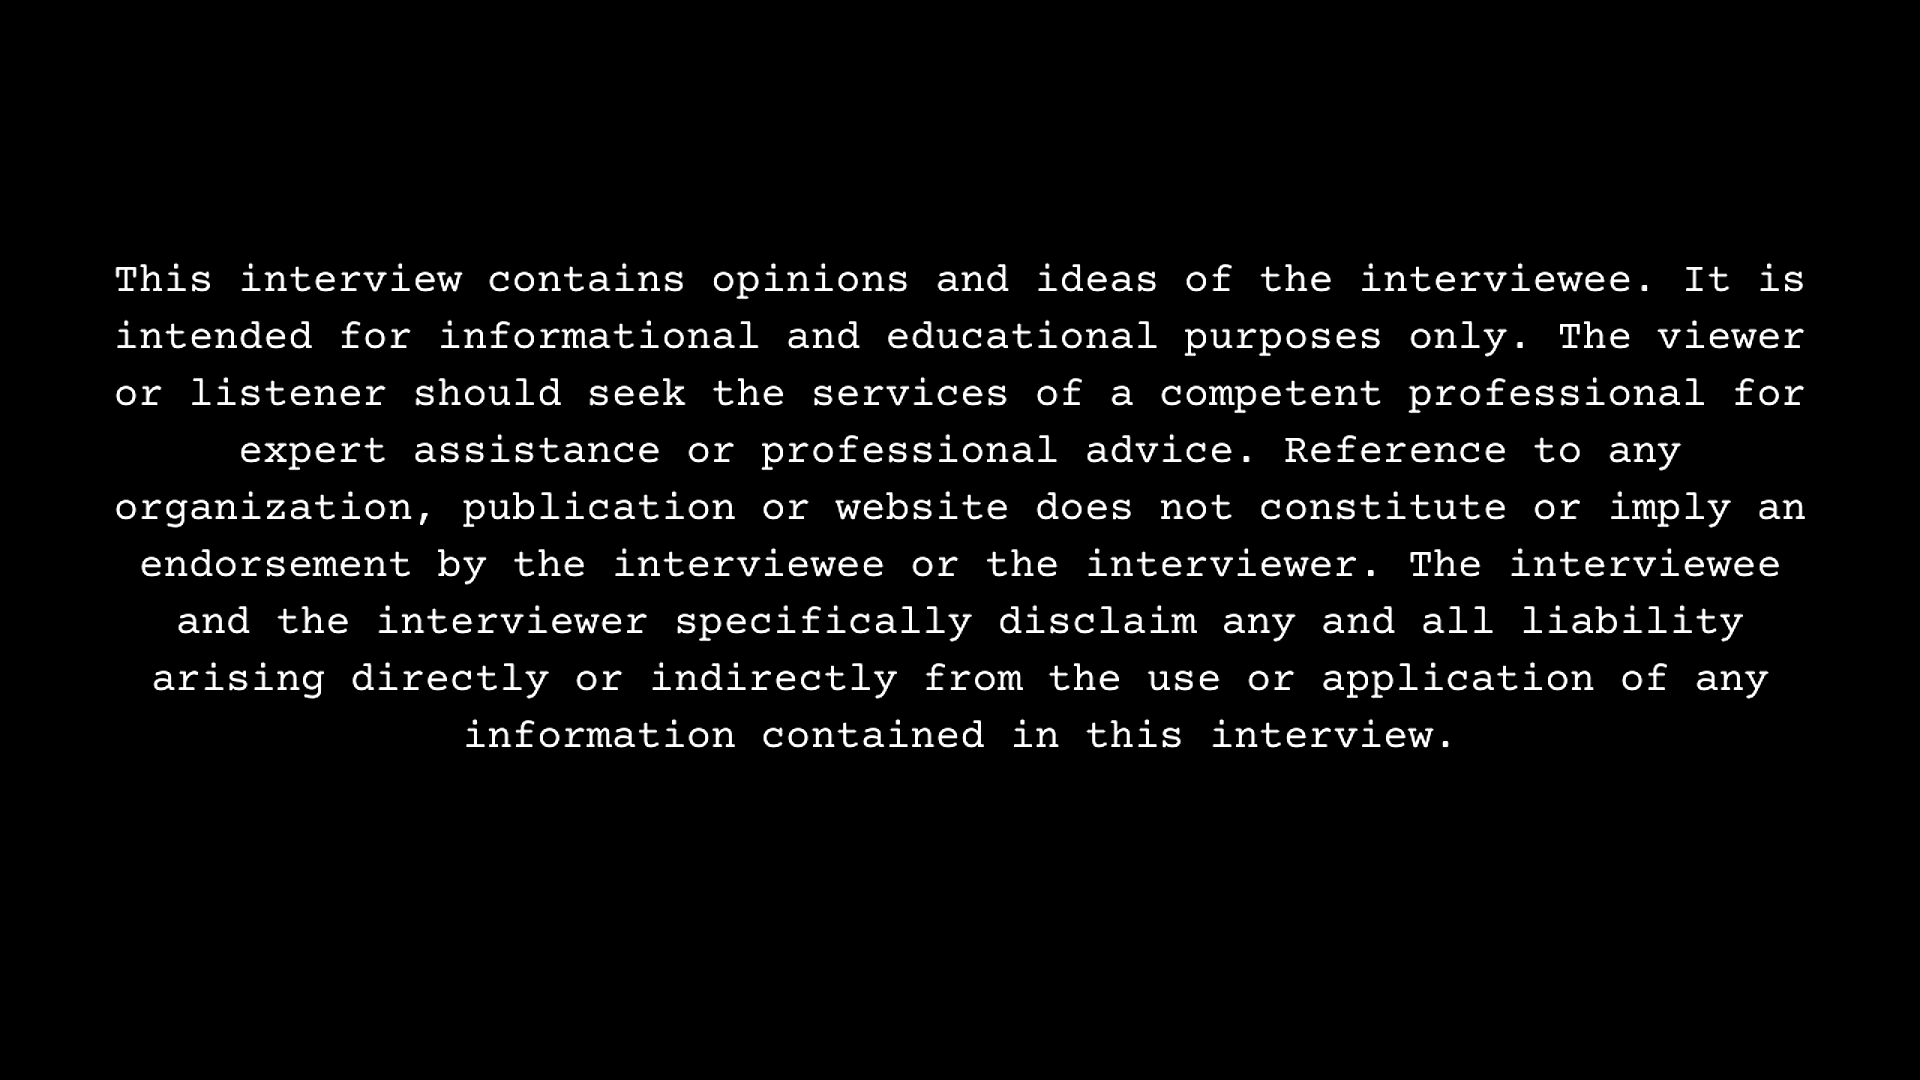 This interview contains opinions and ideas of the interviewee. It is
intended for informational and educational purposes only. The viewer
or listener should seek the services of a competent professional for
expert assistance or professional advice. Reference to any
organization, publication or website does not constitute or imply an
endorsement by the interviewee or the interviewer. The interviewee
and the interviewer specifically disclaim any and all liability
arising directly or indirectly from the use or application of any
information contained in this interview.